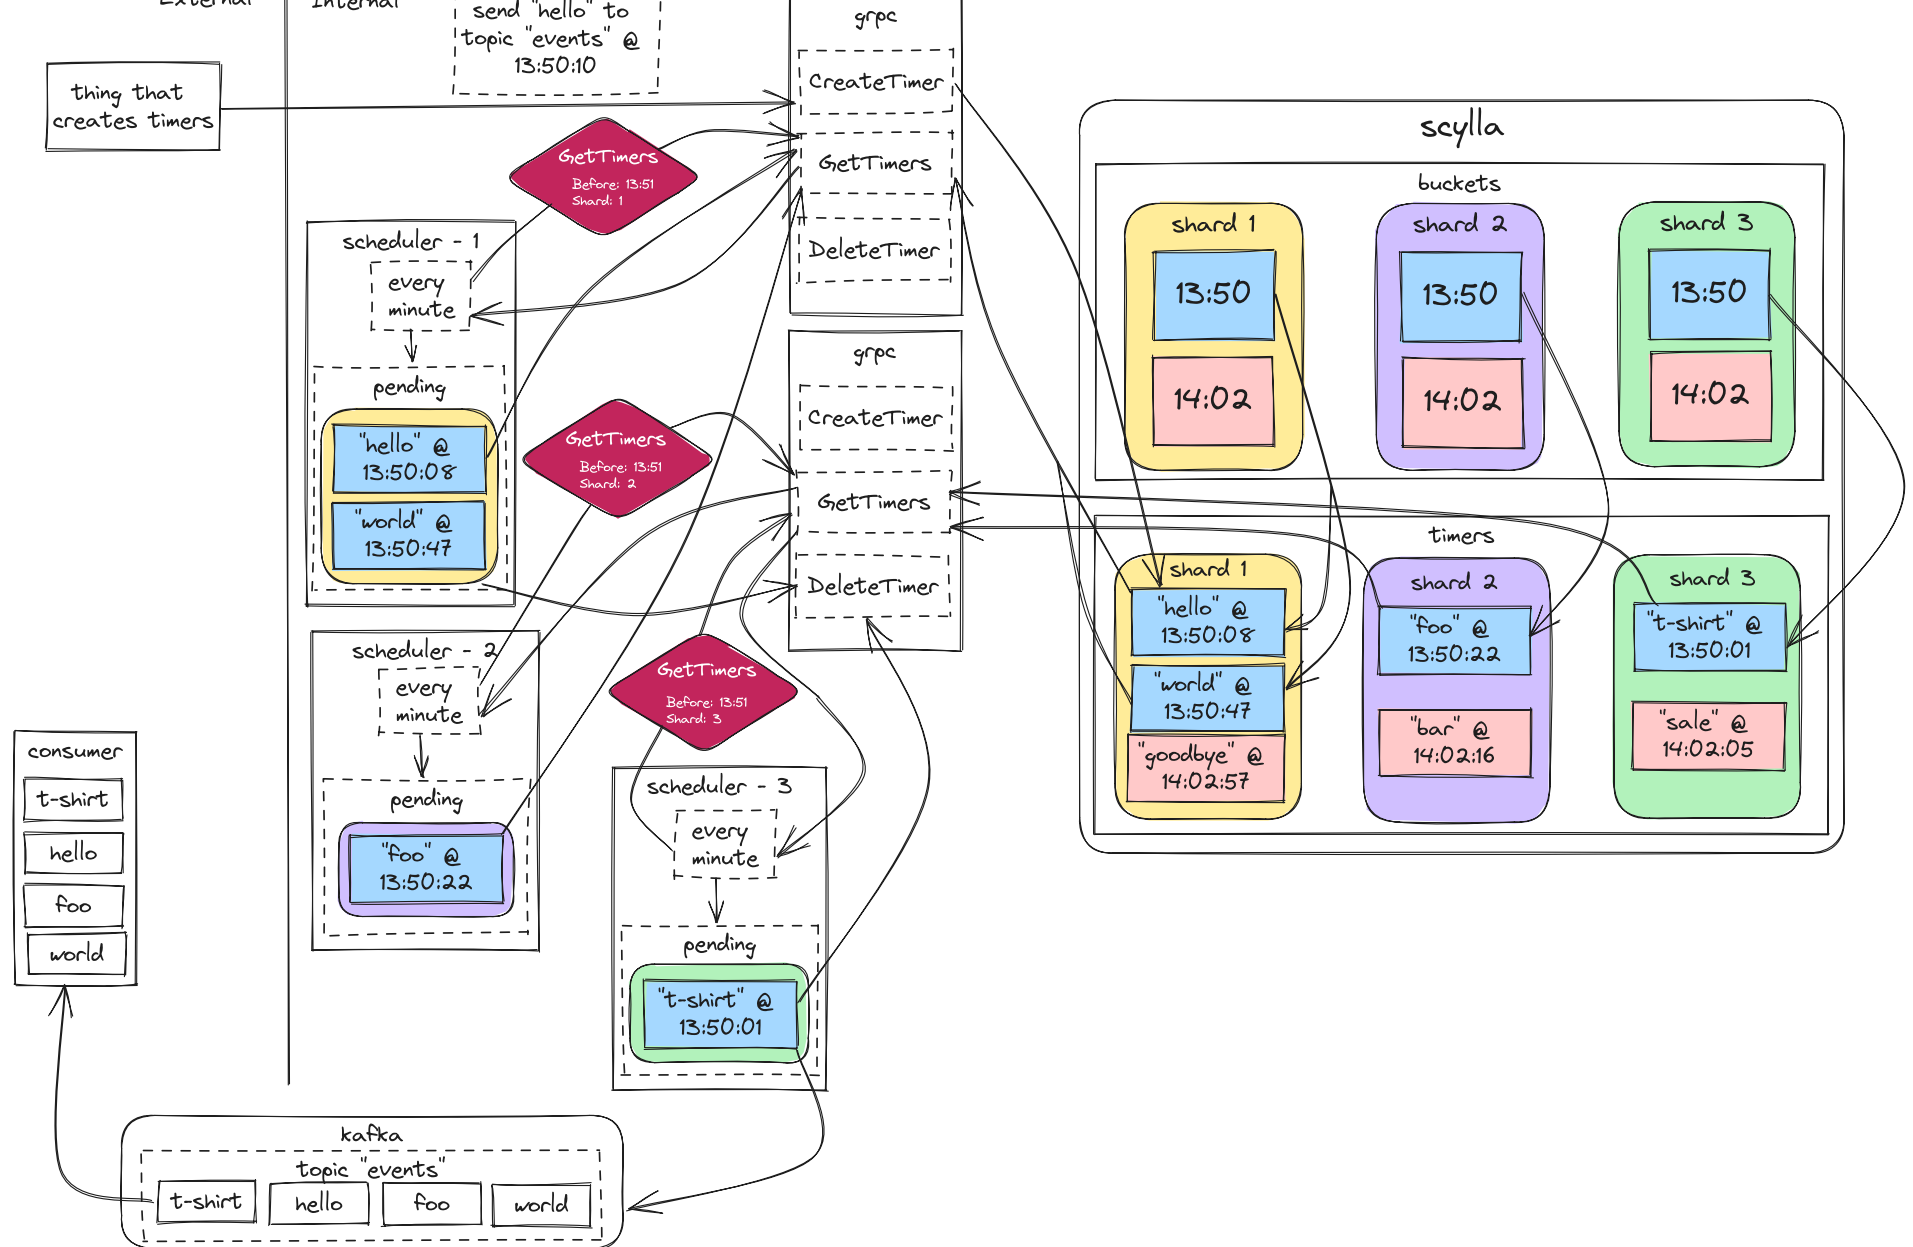 External
Internal
send "hello" to
topic "events" @
13:50:10
thing that
creates timers
grpc
CreateTimer
GetTimers
DeleteTimer
GetTimers
Before: 13:51
Shard: 1
scheduler - 1
every
minute
pending
"hello" @
13:50:08
"world" @
13:50:47
GetTimers
Before: 13:51
Shard: 2
grpc
CreateTimer
GetTimers
DeleteTimer
scheduler - 2
every
minute
pending
"foo" @
13:50:22
GetTimers
Before: 13:51
Shard: 3
scheduler - 3
every
minute
pending
"t-shirt" @
13:50:01
scylla
buckets
shard 1
13:50
14:02
shard 2
13:50
14:02
shard 3
13:50
14:02
timers
shard 1
"hello" @
13:50:08
"world" @
13:50:47
"goodbye" @
14:02:57
shard 2
"foo" @
13:50:22
"bar" @
14:02:16
shard 3
"t-shirt" @
13:50:01
"sale" @
14:02:05
consumer
t-shirt
hello
foo
world
kafka
topic "events"
t-shirt
hello
foo
world